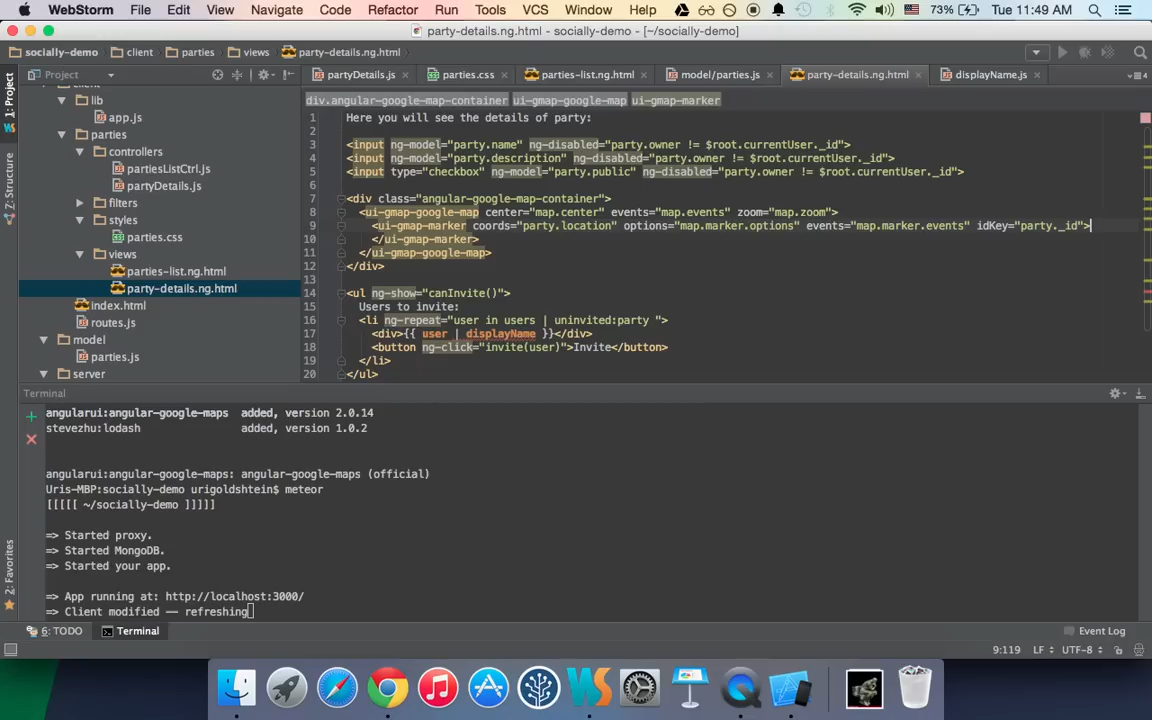 WebStorm File Edit View Navigate Code Refactor Run Tools VCS Window Help 73% Tue 11:49 AM
party-details.ng.html - socially-demo - [~/socially-demo]
socially-demo client parties views party-details.ng.html
Project partyDetails.js parties.css parties-list.ng.html model/parties.js party-details.ng.html displayName.js
1: Project
7: Structure
2: Favorites
client
lib
app.js
parties
controllers
partiesListCtrl.js
partyDetails.js
filters
styles
parties.css
views
parties-list.ng.html
party-details.ng.html
index.html
routes.js
model
parties.js
server
div.angular-google-map-container ui-gmap-google-map ui-gmap-marker
1 Here you will see the details of party:
2
3 <input ng-model="party.name" ng-disabled="party.owner != $root.currentUser._id">
4 <input ng-model="party.description" ng-disabled="party.owner != $root.currentUser._id">
5 <input type="checkbox" ng-model="party.public" ng-disabled="party.owner != $root.currentUser._id">
6
7 <div class="angular-google-map-container">
8 <ui-gmap-google-map center="map.center" events="map.events" zoom="map.zoom">
9 <ui-gmap-marker coords="party.location" options="map.marker.options" events="map.marker.events" idKey="party._id">
10 </ui-gmap-marker>
11 </ui-gmap-google-map>
12 </div>
13
14 <ul ng-show="canInvite()">
15 Users to invite:
16 <li ng-repeat="user in users | uninvited:party ">
17 <div>{{ user | displayName }}</div>
18 <button ng-click="invite(user)">Invite</button>
19 </li>
20 </ul>
Terminal
angularui:angular-google-maps added, version 2.0.14
stevezhu:lodash added, version 1.0.2
angularui:angular-google-maps: angular-google-maps (official)
Uris-MBP:socially-demo urigoldshtein$ meteor
[[[[[ ~/socially-demo ]]]]]
=> Started proxy.
=> Started MongoDB.
=> Started your app.
=> App running at: http://localhost:3000/
=> Client modified -- refreshing
6: TODO Terminal Event Log
9:119 LF UTF-8